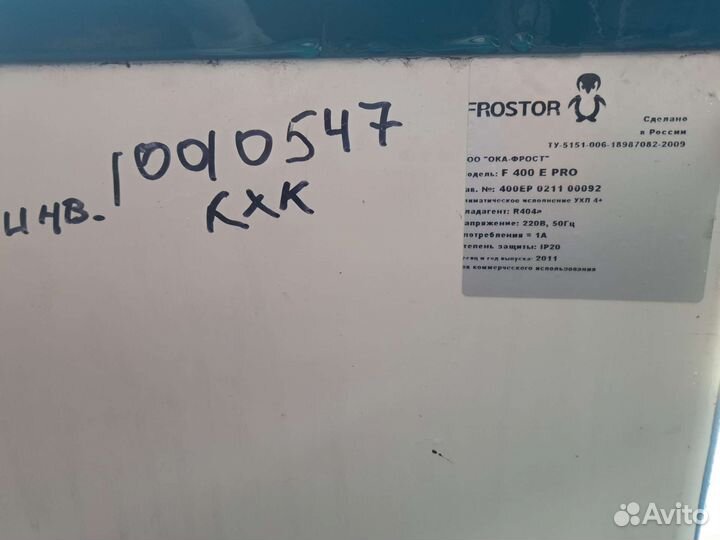 инв. 10010547
КХК
FROSTOR
Сделано
в России
ТУ-5151-006-18987082-2009
ОО "ОКА-ФРОСТ"
одель: F 400 E PRO
ав. №: 400EP 0211 00092
иматическое исполнение УХЛ 4*
ладагент: R404
апряжение: 220В, 50Гц
потребления = 1А
тепень защиты: IP20
есяц и год выпуска: 2011
ля коммерческого использования
Avito